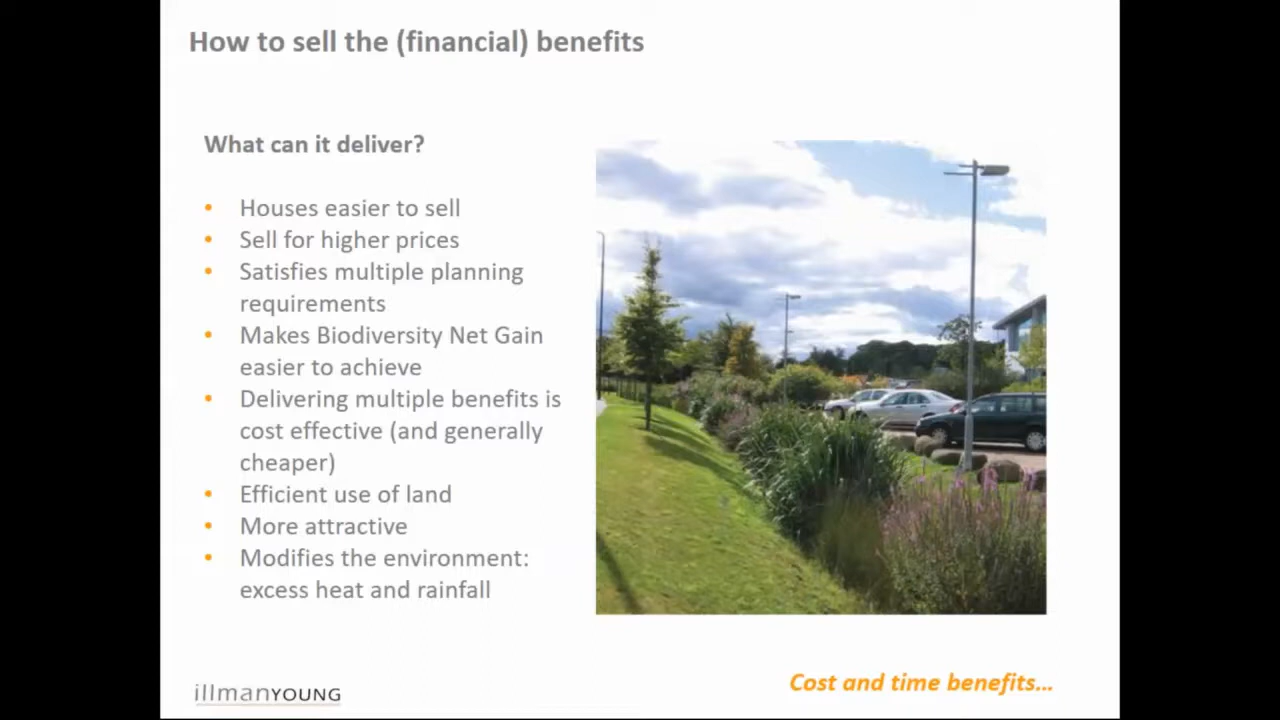 How to sell the (financial) benefits
What can it deliver?
• Houses easier to sell
• Sell for higher prices
• Satisfies multiple planning
requirements
• Makes Biodiversity Net Gain
easier to achieve
• Delivering multiple benefits is
cost effective (and generally
cheaper)
• Efficient use of land
• More attractive
• Modifies the environment:
excess heat and rainfall
illmanYOUNG
Cost and time benefits...